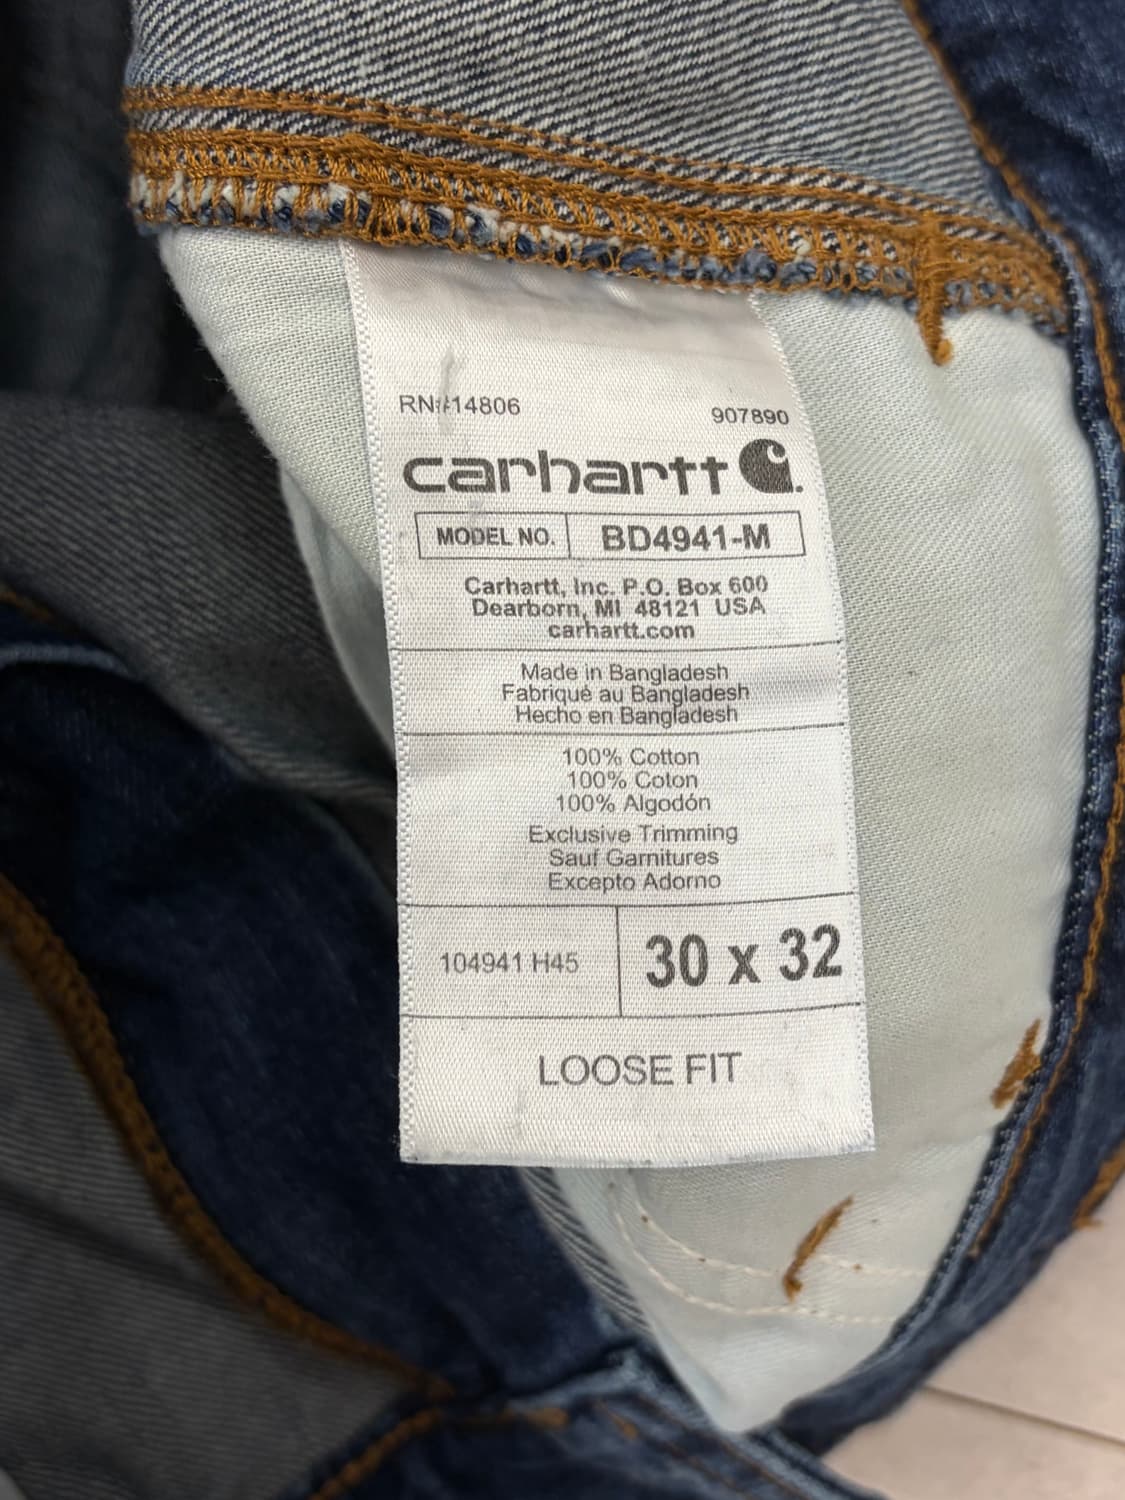 RN#14806 907890
carhartt
MODEL NO. BD4941-M
Carhartt, Inc. P.O. Box 600
Dearborn, MI 48121 USA
carhartt.com
Made in Bangladesh
Fabriqué au Bangladesh
Hecho en Bangladesh
100% Cotton
100% Coton
100% Algodón
Exclusive Trimming
Sauf Garnitures
Excepto Adorno
104941 H45 30 x 32
LOOSE FIT